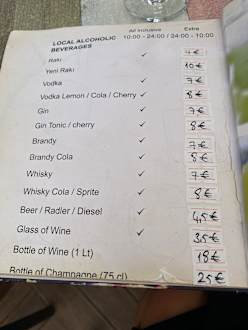 All Inclusive Extra
LOCAL ALCOHOLIC 10:00 - 24:00 / 24:00 - 10:00
BEVERAGES
Raki ✓ 4€
Yeni Raki 10€
Vodka ✓ 7€
Vodka Lemon / Cola / Cherry ✓ 8€
Gin ✓ 7€
Gin Tonic / cherry ✓ 8€
Brandy ✓ 7€
Brandy Cola ✓ 8€
Whisky ✓ 7€
Whisky Cola / Sprite ✓ 8€
Beer / Radler / Diesel ✓ 4,5€
Glass of Wine ✓ 3,5€
Bottle of Wine (1 Lt) 18€
Bottle of Champagne (75 cl) 25€